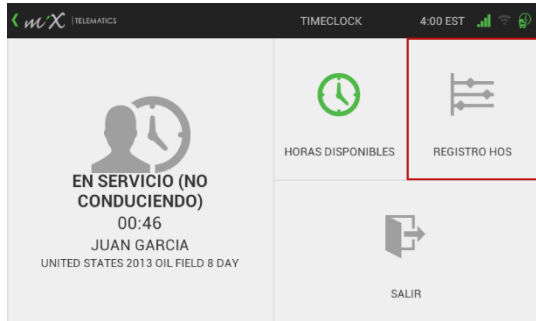 mix TELEMATICS
TIMECLOCK
4:00 EST
EN SERVICIO (NO
CONDUCIENDO)
00:46
JUAN GARCIA
UNITED STATES 2013 OIL FIELD 8 DAY
HORAS DISPONIBLES
REGISTRO HOS
SALIR